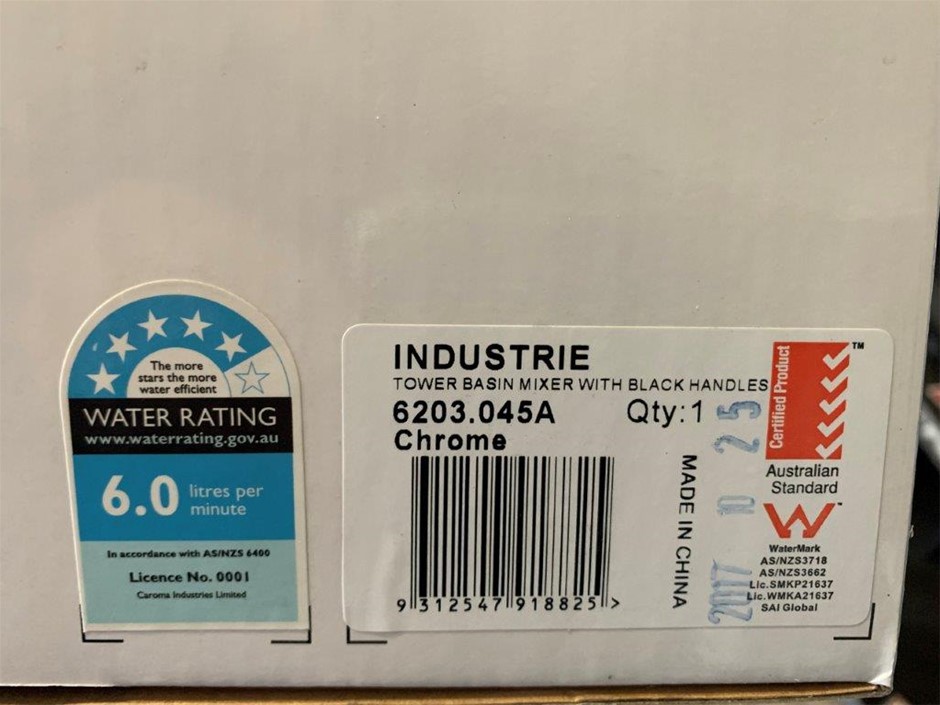 The more
stars the more
water efficient
WATER RATING
www.waterrating.gov.au
6.0 litres per
minute
In accordance with AS/NZS 6400
Licence No. 0001
Caroma Industries Limited
INDUSTRIE
TOWER BASIN MIXER WITH BLACK HANDLES
6203.045A Qty:1
Chrome
9 312547 918825 >
MADE IN CHINA
2017 10 25
Certified Product
TM
Australian
Standard
WaterMark
AS/NZS3718
AS/NZS3662
Lic.SMKP21637
Lic.WMKA21637
SAI Global